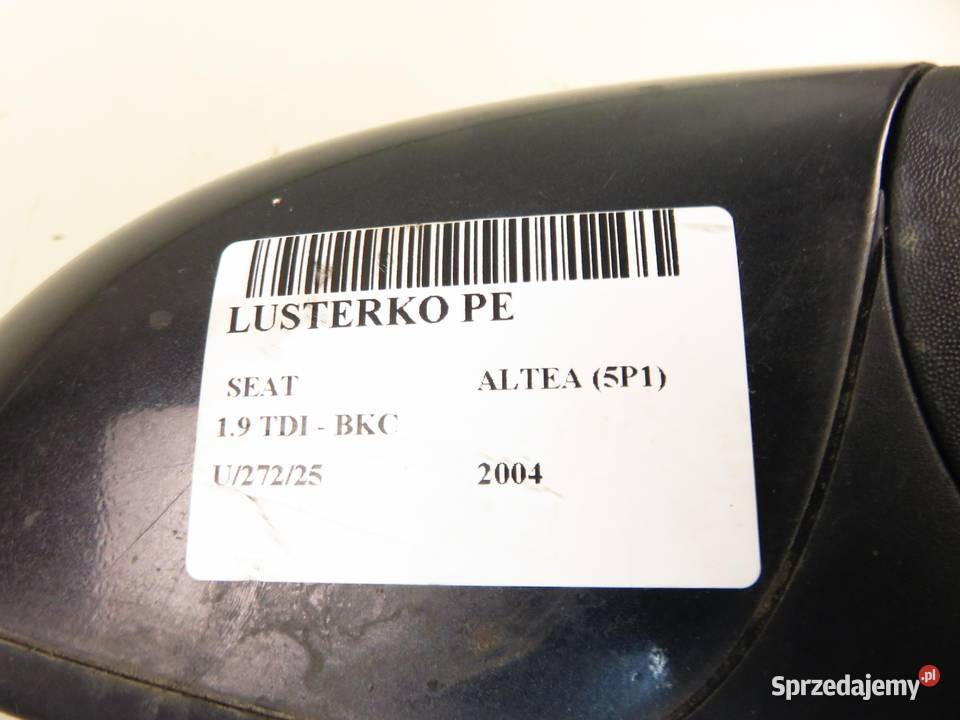 LUSTERKO PE
SEAT ALTEA (5P1)
1.9 TDI - BKC
U/272/25 2004
Sprzedajemy.pl